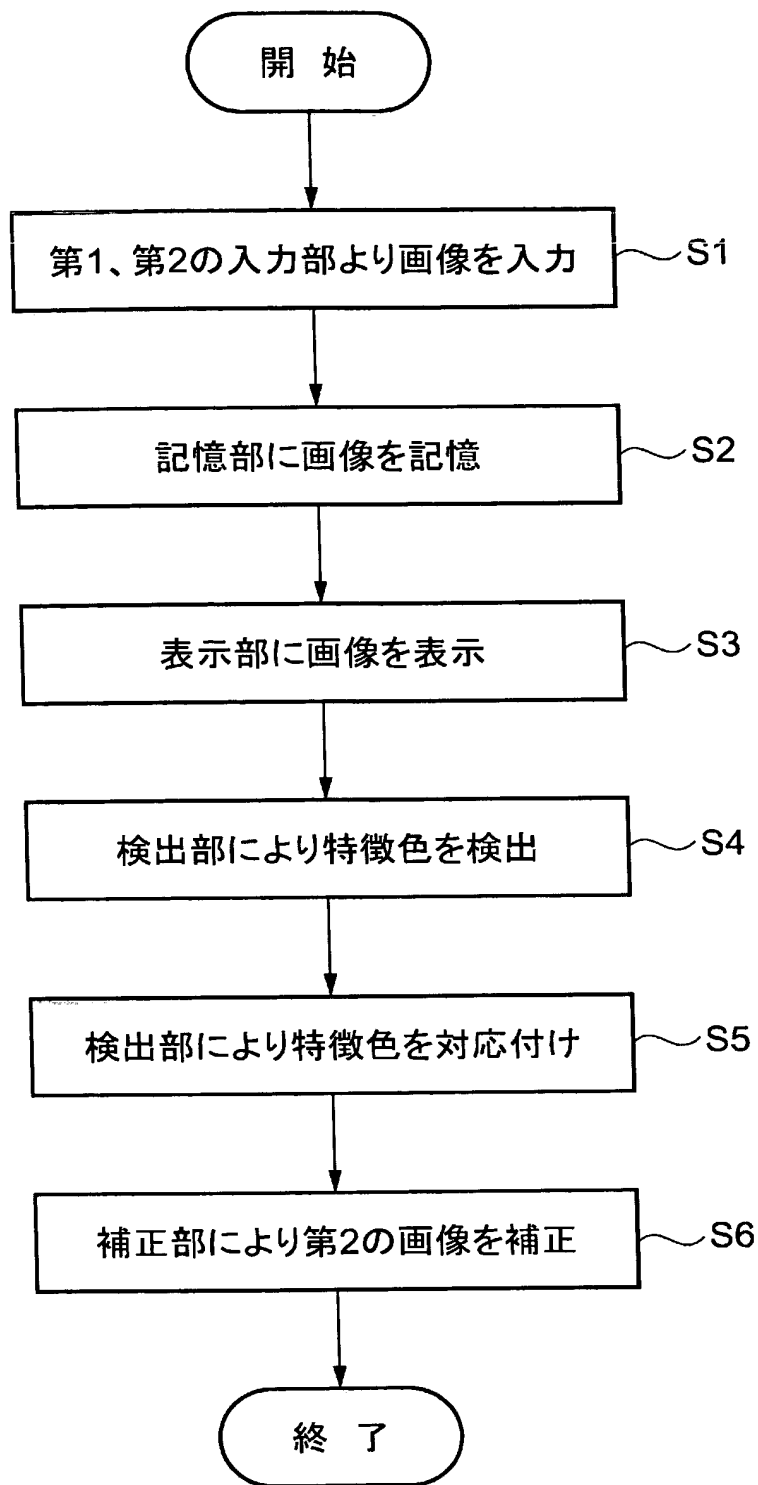 開 始
第1、第2の入力部より画像を入力
S1
記憶部に画像を記憶
S2
表示部に画像を表示
S3
検出部により特徴色を検出
S4
検出部により特徴色を対応付け
S5
補正部により第2の画像を補正
S6
終 了